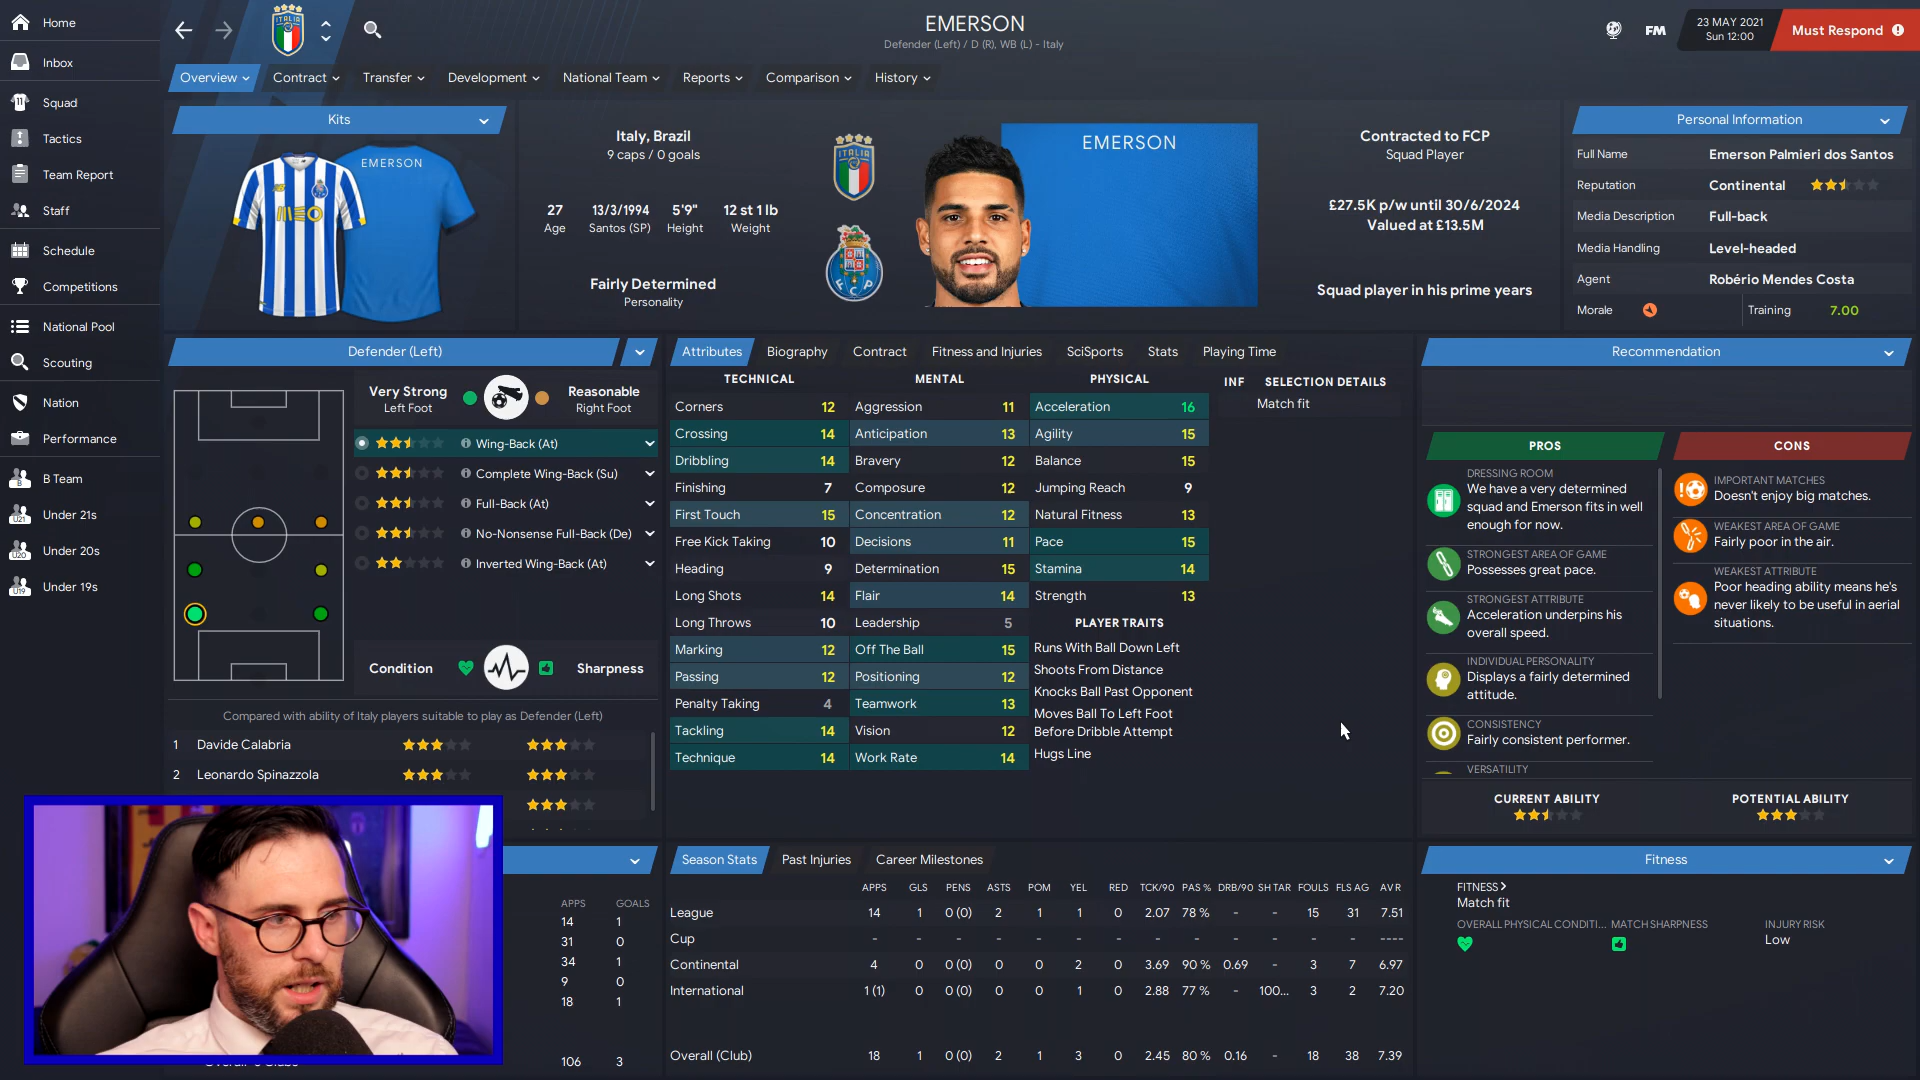 Home
Inbox
Squad
Tactics
Team Report
Staff
Schedule
Competitions
National Pool
Scouting
Nation
Performance
B Team
Under 21s
Under 20s
Under 19s
EMERSON
Defender (Left) / D (R), WB (L) - Italy
FM
23 MAY 2021
Sun 12:00
Must Respond
Overview Contract Transfer Development National Team Reports Comparison History
Kits
EMERSON
MEO
Italy, Brazil
9 caps / 0 goals
27 13/3/1994 5'9" 12 st 1 lb
Age Santos (SP) Height Weight
Fairly Determined
Personality
ITALIA
FCP
EMERSON
Contracted to FCP
Squad Player
£27.5K p/w until 30/6/2024
Valued at £13.5M
Squad player in his prime years
Personal Information
Full Name Emerson Palmieri dos Santos
Reputation Continental
Media Description Full-back
Media Handling Level-headed
Agent Robério Mendes Costa
Morale Training 7.00
Defender (Left)
Very Strong Reasonable
Left Foot Right Foot
Wing-Back (At)
Complete Wing-Back (Su)
Full-Back (At)
No-Nonsense Full-Back (De)
Inverted Wing-Back (At)
Condition Sharpness
Compared with ability of Italy players suitable to play as Defender (Left)
1 Davide Calabria
2 Leonardo Spinazzola
APPS GOALS
14 1
31 0
34 1
9 0
18 1
106 3
Attributes Biography Contract Fitness and Injuries SciSports Stats Playing Time
TECHNICAL MENTAL PHYSICAL INF SELECTION DETAILS
Match fit
Corners 12 Aggression 11 Acceleration 16
Crossing 14 Anticipation 13 Agility 15
Dribbling 14 Bravery 12 Balance 15
Finishing 7 Composure 12 Jumping Reach 9
First Touch 15 Concentration 12 Natural Fitness 13
Free Kick Taking 10 Decisions 11 Pace 15
Heading 9 Determination 15 Stamina 14
Long Shots 14 Flair 14 Strength 13
Long Throws 10 Leadership 5
Marking 12 Off The Ball 15
Passing 12 Positioning 12
Penalty Taking 4 Teamwork 13
Tackling 14 Vision 12
Technique 14 Work Rate 14
PLAYER TRAITS
Runs With Ball Down Left
Shoots From Distance
Knocks Ball Past Opponent
Moves Ball To Left Foot
Before Dribble Attempt
Hugs Line
Season Stats Past Injuries Career Milestones
APPS GLS PENS ASTS POM YEL RED TCK/90 PAS % DRB/90 SH TAR FOULS FLS AG AV R
League 14 1 0 (0) 2 1 1 0 2.07 78 % - - 15 31 7.51
Cup - - - - - - - - - - - - - ----
Continental 4 0 0 (0) 0 0 2 0 3.69 90 % 0.69 - 3 7 6.97
International 1 (1) 0 0 (0) 0 0 1 0 2.88 77 % - 100... 3 2 7.20
Overall (Club) 18 1 0 (0) 2 1 3 0 2.45 80 % 0.16 - 18 38 7.39
Recommendation
PROS
DRESSING ROOM
We have a very determined
squad and Emerson fits in well
enough for now.
STRONGEST AREA OF GAME
Possesses great pace.
STRONGEST ATTRIBUTE
Acceleration underpins his
overall speed.
INDIVIDUAL PERSONALITY
Displays a fairly determined
attitude.
CONSISTENCY
Fairly consistent performer.
VERSATILITY
CONS
IMPORTANT MATCHES
Doesn't enjoy big matches.
WEAKEST AREA OF GAME
Fairly poor in the air.
WEAKEST ATTRIBUTE
Poor heading ability means he's
never likely to be useful in aerial
situations.
CURRENT ABILITY POTENTIAL ABILITY
Fitness
FITNESS
Match fit
OVERALL PHYSICAL CONDITI... MATCH SHARPNESS INJURY RISK
Low